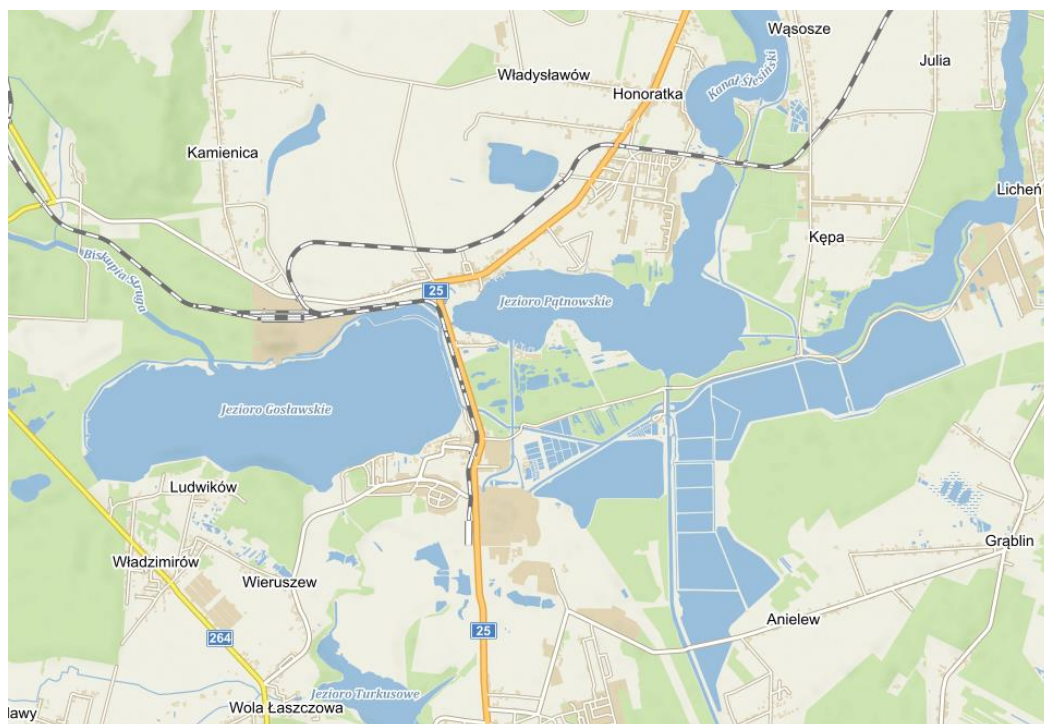 Wąsosze
Julia
Władysławów
Kanał Ślesiński
Honoratka
Kamienica
Licheń
Kępa
Biskupia Struga
25
Jezioro Pątnowskie
Jezioro Gosławskie
Ludwików
Grąblin
Władzimirów
Wieruszew
Anielew
25
264
Jezioro Turkusowe
Wola Łaszczowa
ławy